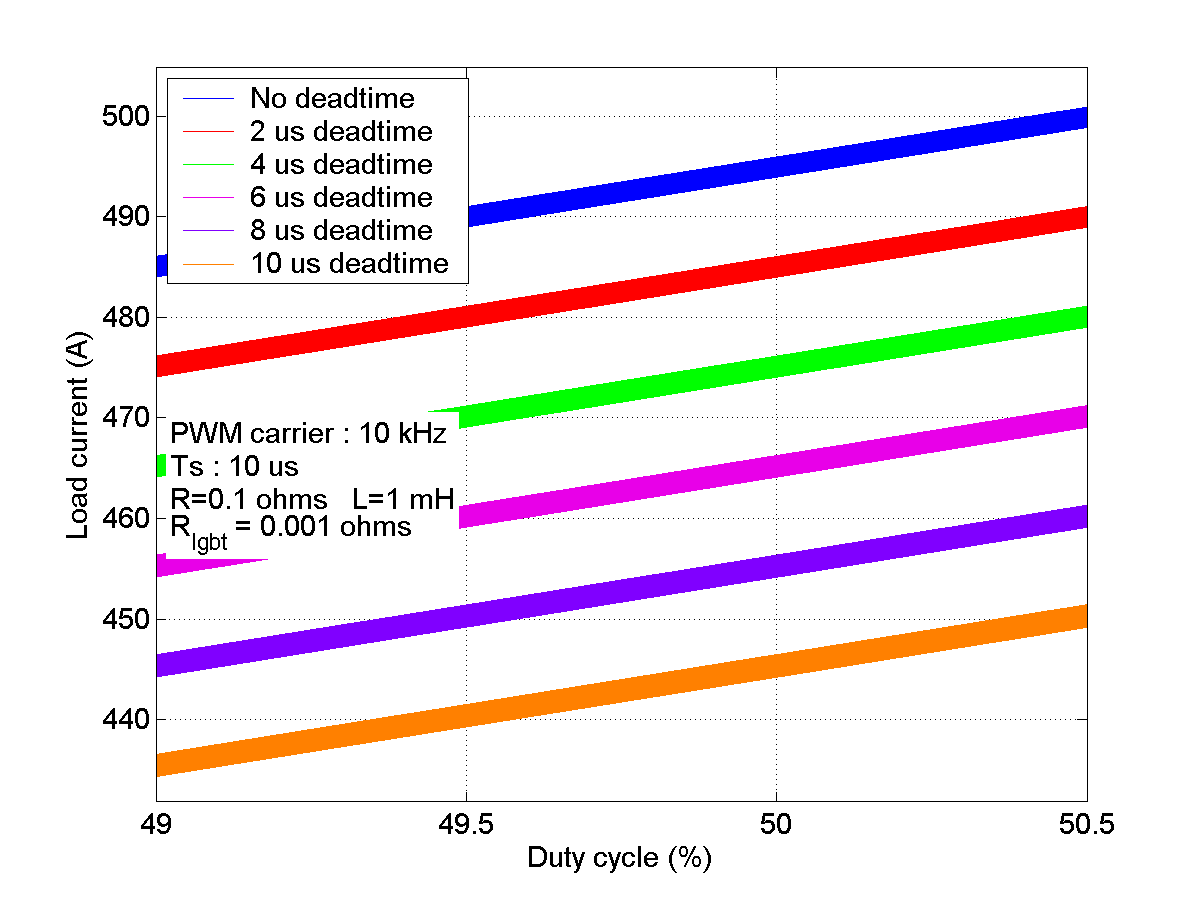 No deadtime
2 us deadtime
4 us deadtime
6 us deadtime
8 us deadtime
10 us deadtime
500
490
480
470
460
450
440
Load current (A)
PWM carrier : 10 kHz
Ts : 10 us
R=0.1 ohms L=1 mH
R_Igbt = 0.001 ohms
49
49.5
50
50.5
Duty cycle (%)